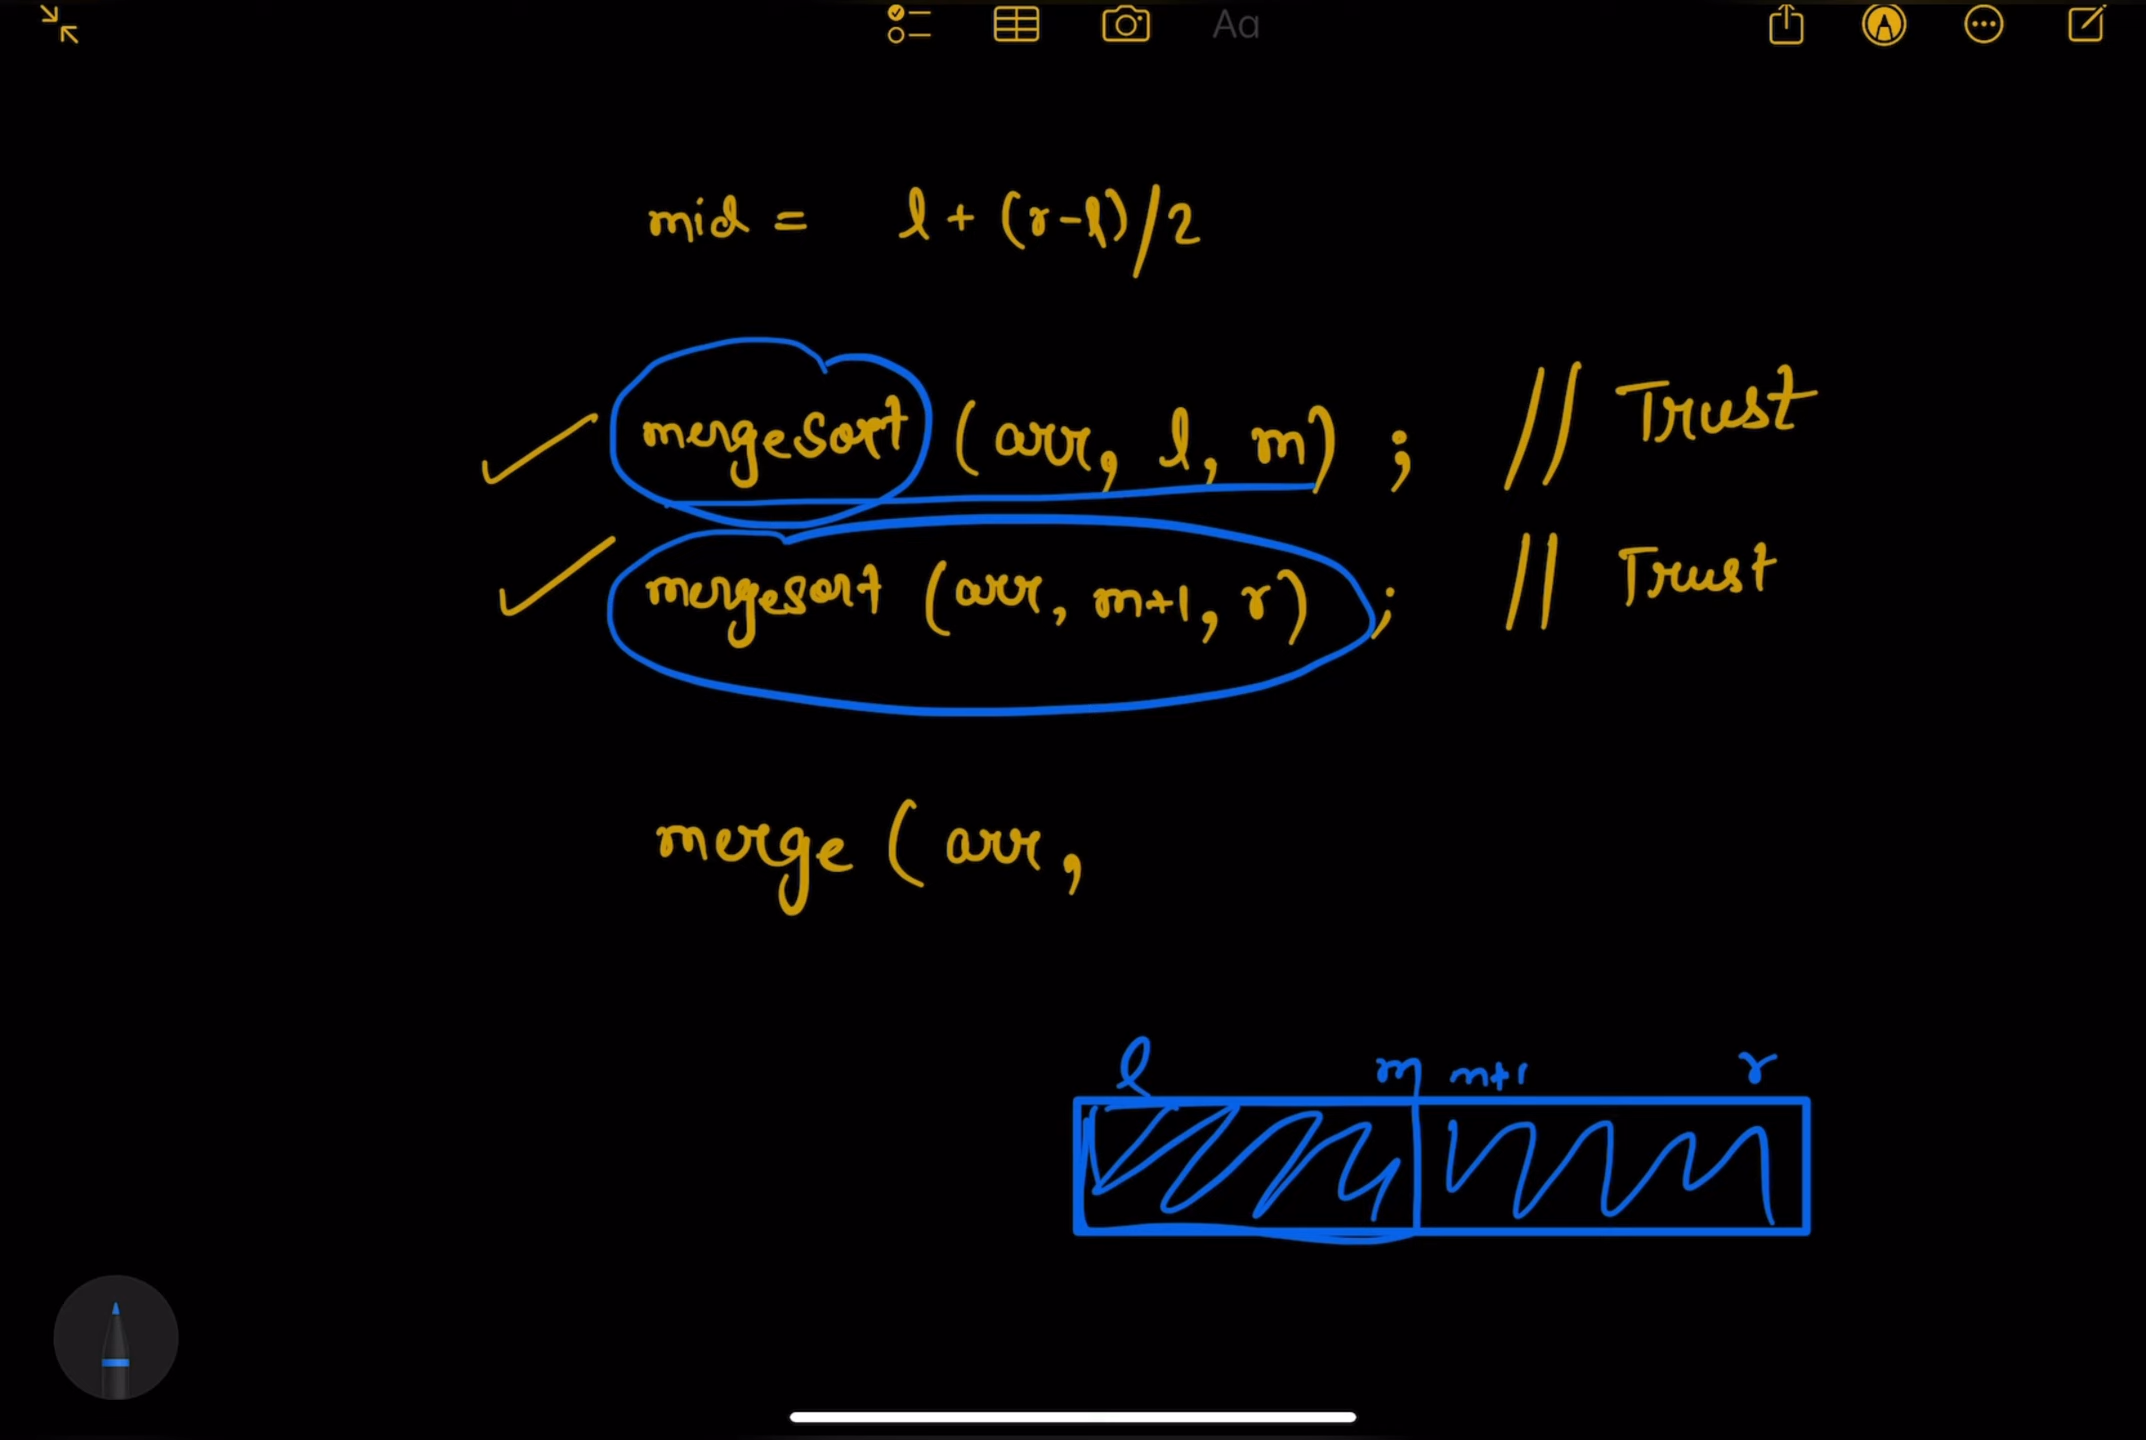 Aa
mid = l + (r-l)/2
mergeSort (arr, l, m) ; // Trust
mergesort (arr, m+1, r) ; // Trust
merge ( arr,
l m m+1 r